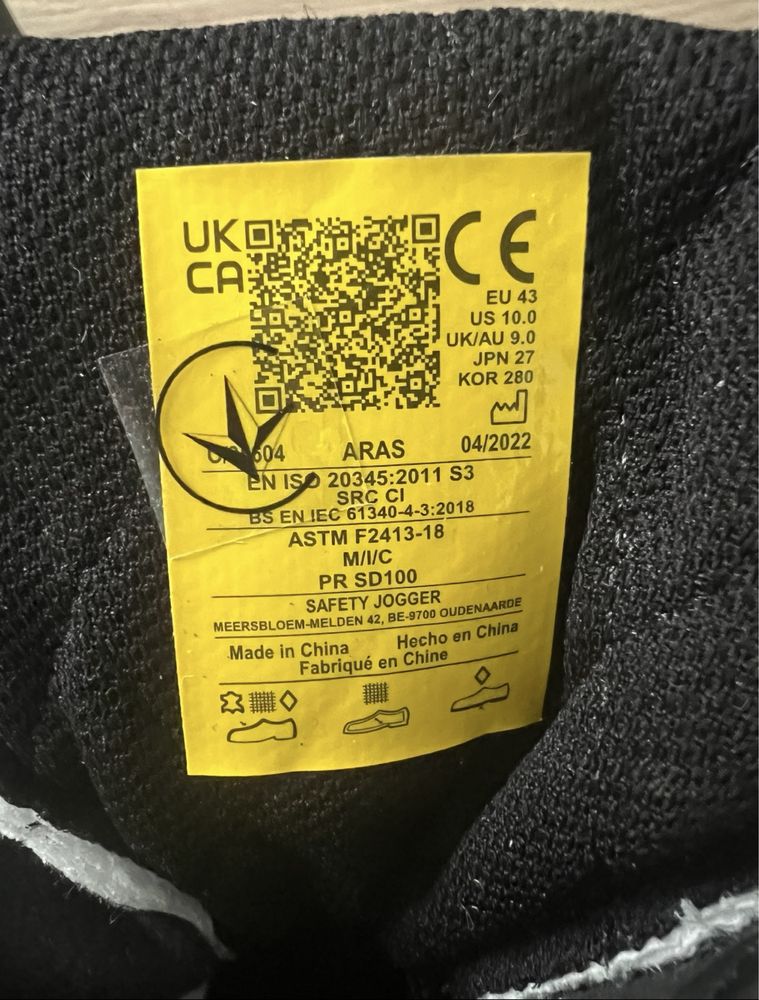 UK
CA
CE
EU 43
US 10.0
UK/AU 9.0
JPN 27
KOR 280
ARAS 04/2022
EN ISO 20345:2011 S3
SRC CI
BS EN IEC 61340-4-3:2018
ASTM F2413-18
M/I/C
PR SD100
SAFETY JOGGER
MEERSBLOEM-MELDEN 42, BE-9700 OUDENAARDE
Made in China Hecho en China
Fabriqué en Chine